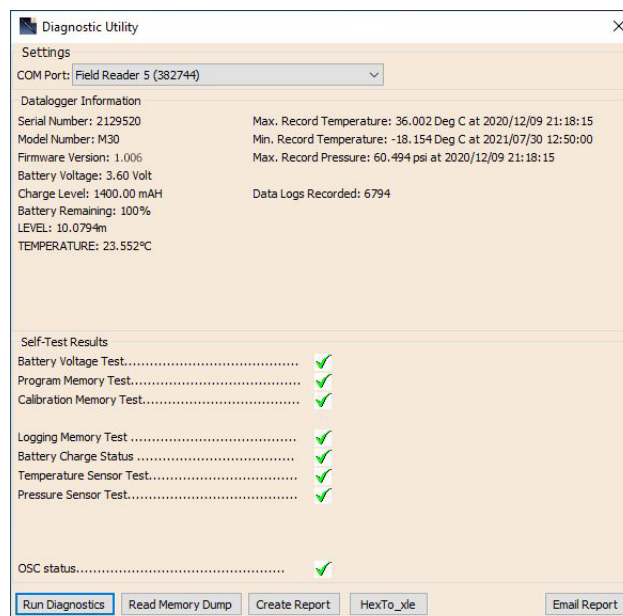 Diagnostic Utility
Settings
COM Port: Field Reader 5 (382744)
Datalogger Information
Serial Number: 2129520
Max. Record Temperature: 36.002 Deg C at 2020/12/09 21:18:15
Model Number: M30
Min. Record Temperature: -18.154 Deg C at 2021/07/30 12:50:00
Firmware Version: 1.006
Max. Record Pressure: 60.494 psi at 2020/12/09 21:18:15
Battery Voltage: 3.60 Volt
Charge Level: 1400.00 mAH
Data Logs Recorded: 6794
Battery Remaining: 100%
LEVEL: 10.0794m
TEMPERATURE: 23.552°C
Self-Test Results
Battery Voltage Test.......................................
Program Memory Test.......................................
Calibration Memory Test....................................
Logging Memory Test .....................................
Battery Charge Status ....................................
Temperature Sensor Test.................................
Pressure Sensor Test.......................................
OSC status...............................................
Run Diagnostics
Read Memory Dump
Create Report
HexTo_xle
Email Report